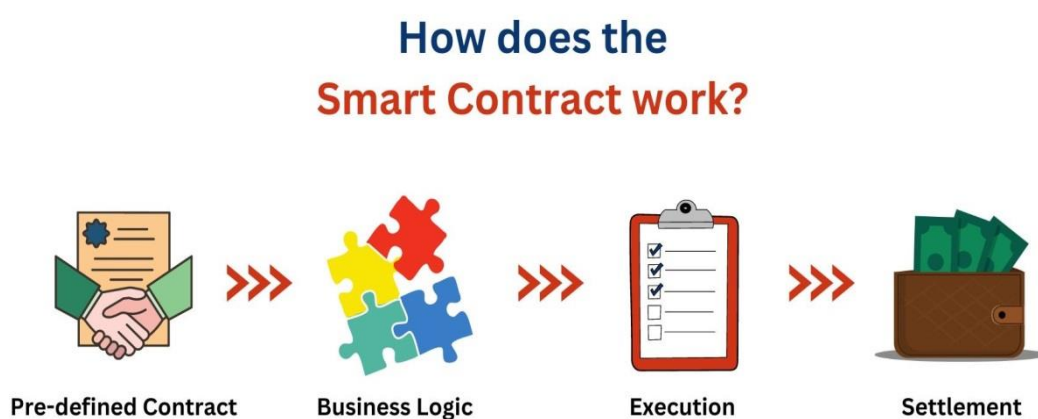 How does the
Smart Contract work?
Pre-defined Contract
Business Logic
Execution
Settlement